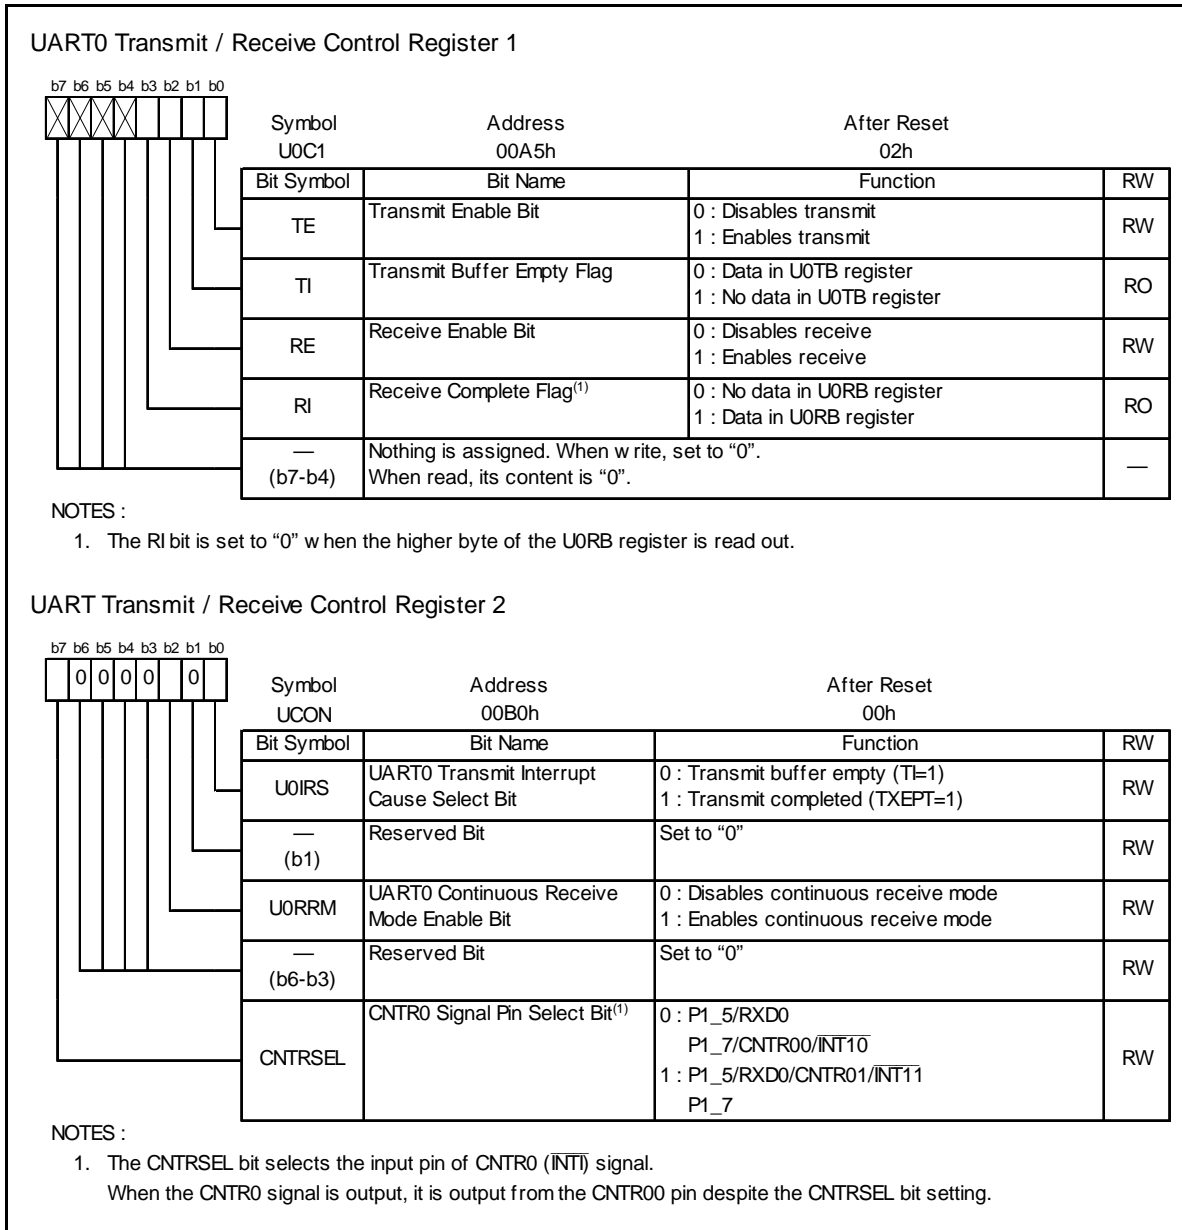 UART0 Transmit / Receive Control Register 1
b7 b6 b5 b4 b3 b2 b1 b0
Symbol Address After Reset
U0C1 00A5h 02h
Bit Symbol Bit Name Function RW
TE Transmit Enable Bit 0 : Disables transmit RW
1 : Enables transmit
TI Transmit Buffer Empty Flag 0 : Data in U0TB register RO
1 : No data in U0TB register
RE Receive Enable Bit 0 : Disables receive RW
1 : Enables receive
RI Receive Complete Flag(1) 0 : No data in U0RB register RO
1 : Data in U0RB register
— Nothing is assigned. When write, set to “0”. —
(b7-b4) When read, its content is “0”.
NOTES :
1. The RI bit is set to “0” when the higher byte of the U0RB register is read out.
UART Transmit / Receive Control Register 2
b7 b6 b5 b4 b3 b2 b1 b0
0 0 0 0 0
Symbol Address After Reset
UCON 00B0h 00h
Bit Symbol Bit Name Function RW
U0IRS UART0 Transmit Interrupt 0 : Transmit buffer empty (TI=1) RW
Cause Select Bit 1 : Transmit completed (TXEPT=1)
— Reserved Bit Set to “0” RW
(b1)
U0RRM UART0 Continuous Receive 0 : Disables continuous receive mode RW
Mode Enable Bit 1 : Enables continuous receive mode
— Reserved Bit Set to “0” RW
(b6-b3)
CNTRSEL CNTR0 Signal Pin Select Bit(1) 0 : P1_5/RXD0 RW
P1_7/CNTR00/INT10
1 : P1_5/RXD0/CNTR01/INT11
P1_7
NOTES :
1. The CNTRSEL bit selects the input pin of CNTR0 (INTI) signal.
When the CNTR0 signal is output, it is output from the CNTR00 pin despite the CNTRSEL bit setting.